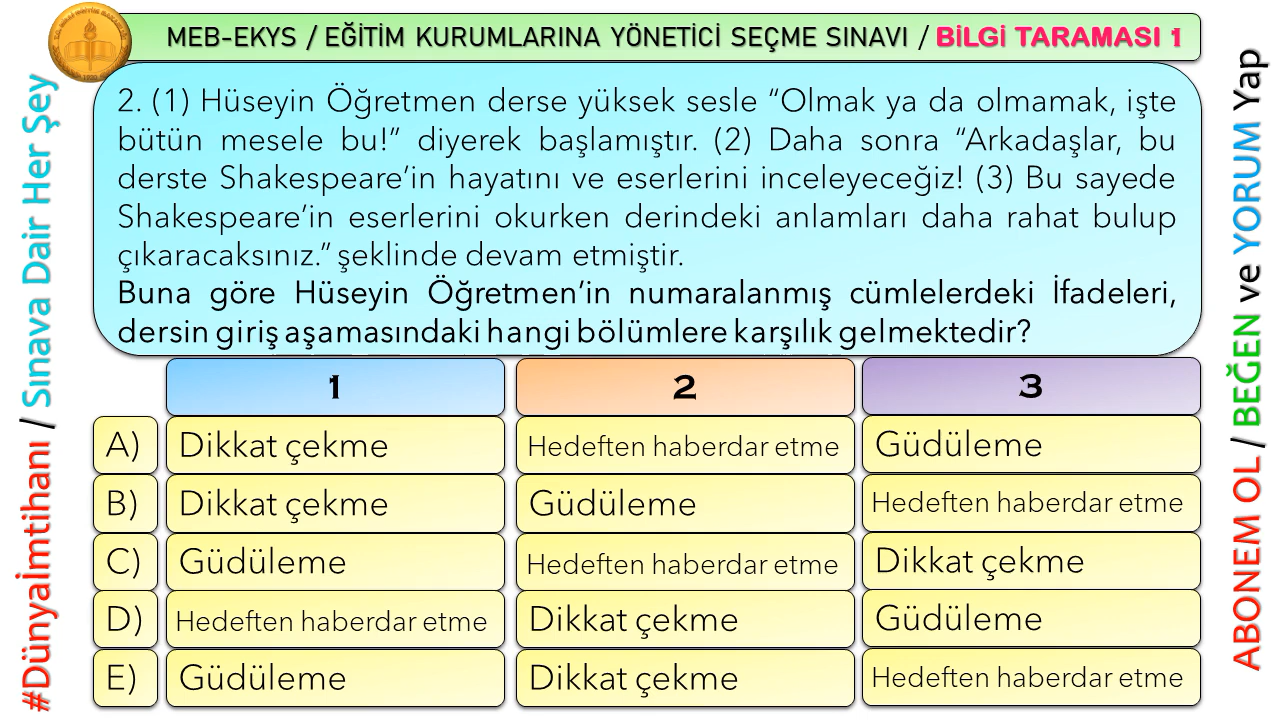 MEB-EKYS / EĞİTİM KURUMLARINA YÖNETİCİ SEÇME SINAVI / BİLGİ TARAMASI 1
#Dünyaİmtihanı / Sınava Dair Her Şey
2. (1) Hüseyin Öğretmen derse yüksek sesle “Olmak ya da olmamak, işte
bütün mesele bu!” diyerek başlamıştır. (2) Daha sonra “Arkadaşlar, bu
derste Shakespeare’in hayatını ve eserlerini inceleyeceğiz! (3) Bu sayede
Shakespeare’in eserlerini okurken derindeki anlamları daha rahat bulup
çıkaracaksınız.” şeklinde devam etmiştir.
Buna göre Hüseyin Öğretmen’in numaralanmış cümlelerdeki İfadeleri,
dersin giriş aşamasındaki hangi bölümlere karşılık gelmektedir?
1 2 3
A) Dikkat çekme Hedeften haberdar etme Güdüleme
B) Dikkat çekme Güdüleme Hedeften haberdar etme
C) Güdüleme Hedeften haberdar etme Dikkat çekme
D) Hedeften haberdar etme Dikkat çekme Güdüleme
E) Güdüleme Dikkat çekme Hedeften haberdar etme
ABONEM OL / BEĞEN ve YORUM Yap